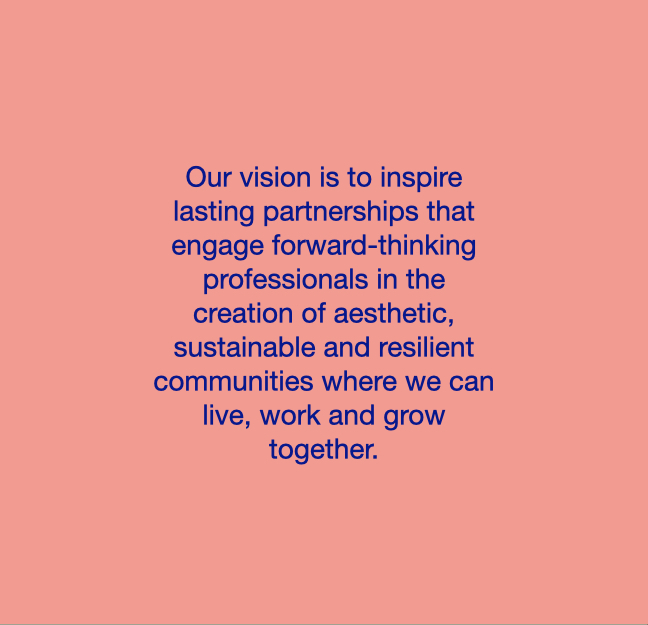 Our vision is to inspire
lasting partnerships that
engage forward-thinking
professionals in the
creation of aesthetic,
sustainable and resilient
communities where we can
live, work and grow
together.